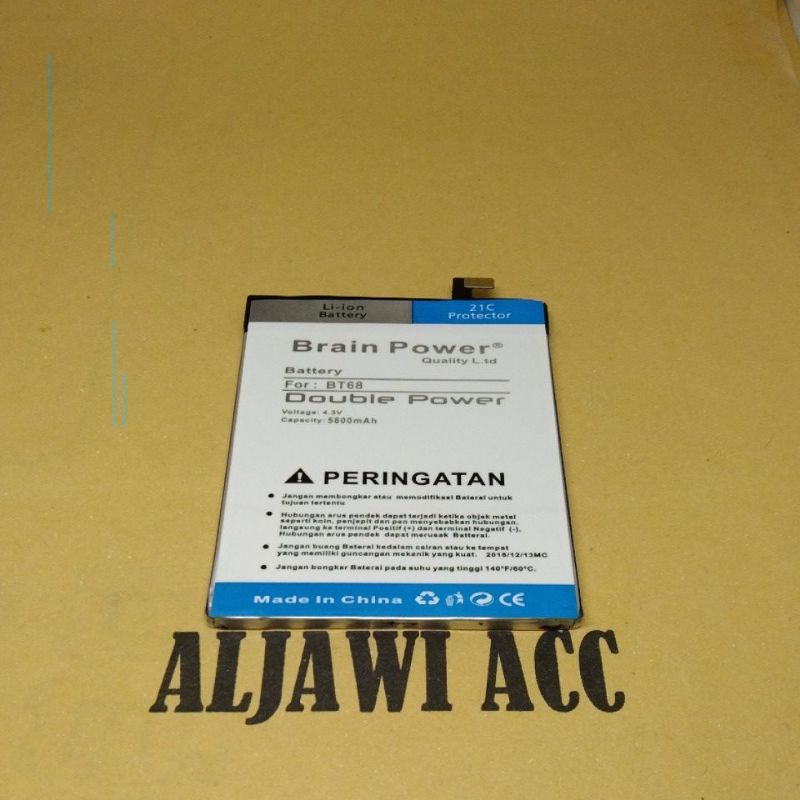 Li-ion
Battery
21C
Protector
Brain Power®
Quality L.td
Battery
For: BT68
Double Power
Voltage: 4.3V
Capacity: 5800mAh
PERINGATAN
Jangan membongkar atau memodifikasi Baterai untuk
tujuan tertentu
Hubungan arus pendek dapat terjadi ketika objek metel
seperti koin, penjepit dan pan menyebabkan hubungan,
langsung ke terminal Positif (+) dan terminal Negatif (-).
Hubungan arus pendek dapat merusak Batterai.
Jangan buang Baterai kedalam cairan atau ke tempat
yang memiliki guncangan mekanik yang kuat. 2016/12/13MC
Jangan bongkar Baterai pada suhu yang tinggi 140°F/60°C.
Made In China
CE
ALJAWI ACC